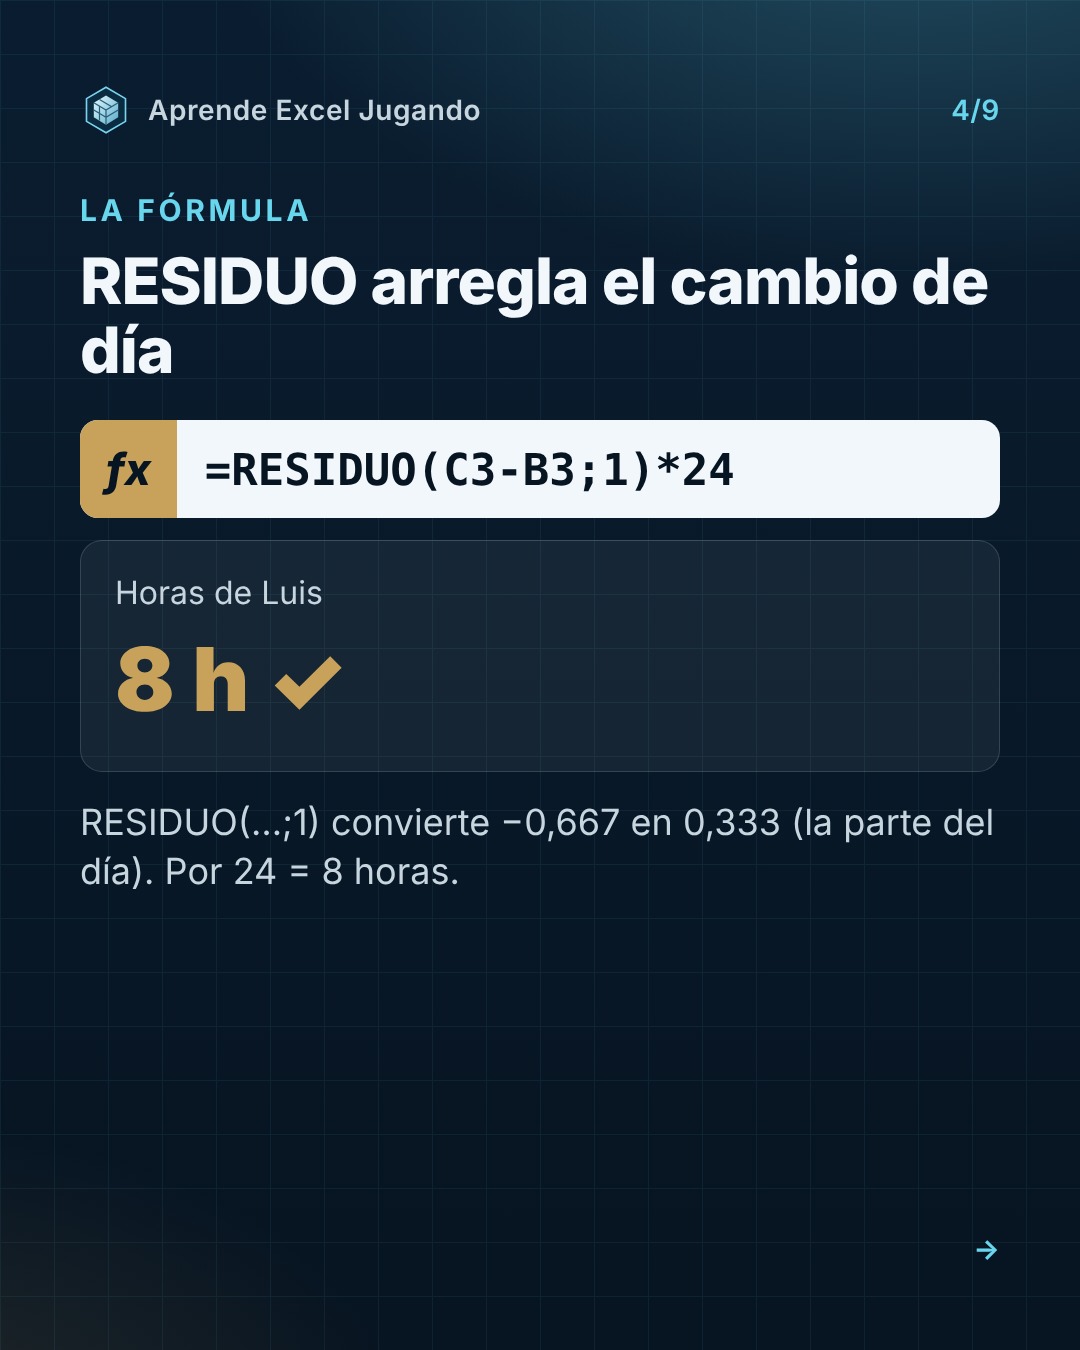 Aprende Excel Jugando
4/9
LA FÓRMULA
RESIDUO arregla el cambio de
día
fx
=RESIDUO(C3-B3;1)*24
Horas de Luis
8 h ✔
RESIDUO(…;1) convierte −0,667 en 0,333 (la parte del
día). Por 24 = 8 horas.
→